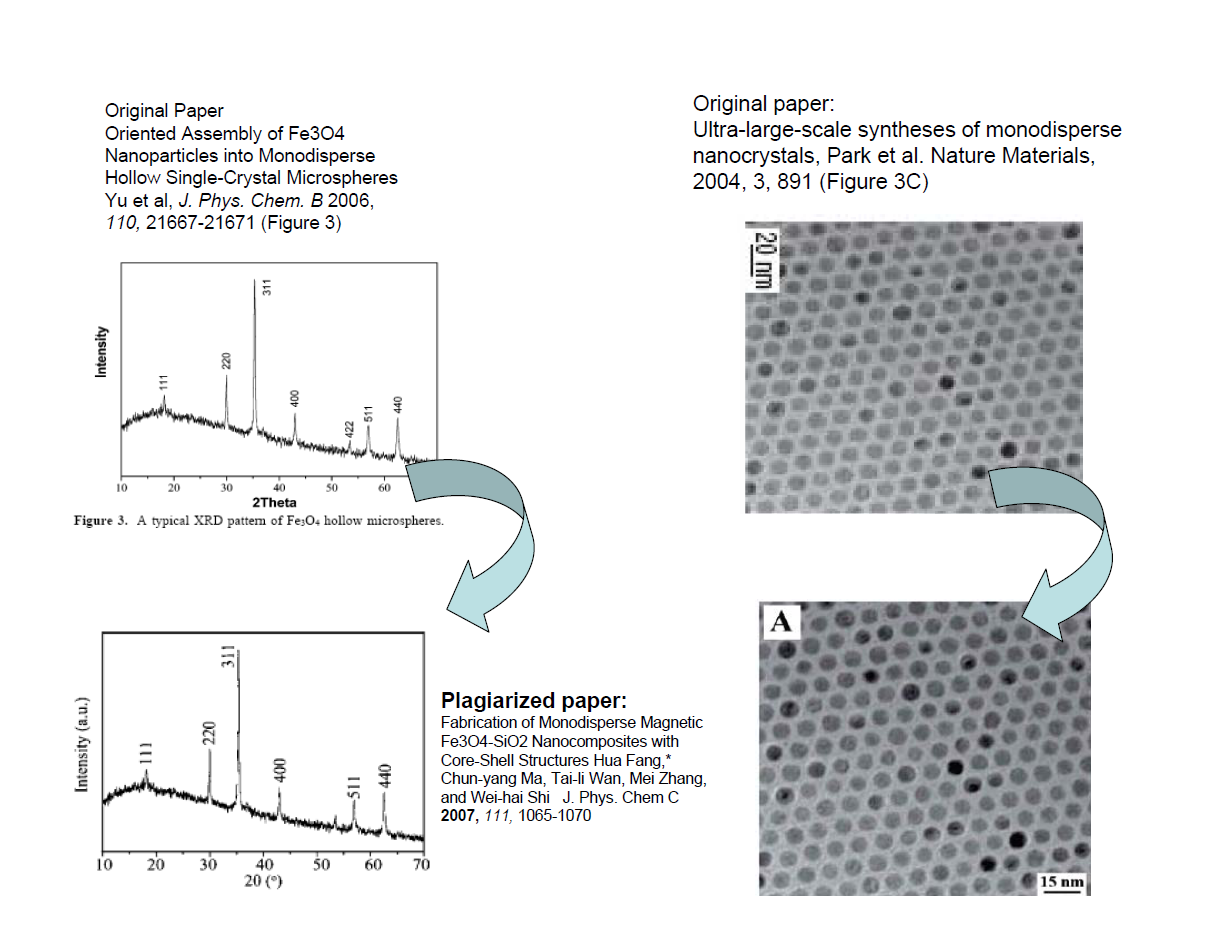 Original Paper
Oriented Assembly of Fe3O4
Nanoparticles into Monodisperse
Hollow Single-Crystal Microspheres
Yu et al, J. Phys. Chem. B 2006,
110, 21667-21671 (Figure 3)
Intensity
111
220
311
400
422
511
440
10 20 30 40 50 60
2Theta
Figure 3. A typical XRD pattern of Fe₃O₄ hollow microspheres.
Intensity (a.u.)
111
220
311
400
511
440
10 20 30 40 50 60 70
2θ (°)
Plagiarized paper:
Fabrication of Monodisperse Magnetic
Fe3O4-SiO2 Nanocomposites with
Core-Shell Structures Hua Fang,*
Chun-yang Ma, Tai-li Wan, Mei Zhang,
and Wei-hai Shi J. Phys. Chem C
2007, 111, 1065-1070
Original paper:
Ultra-large-scale syntheses of monodisperse
nanocrystals, Park et al. Nature Materials,
2004, 3, 891 (Figure 3C)
20 nm
A
15 nm